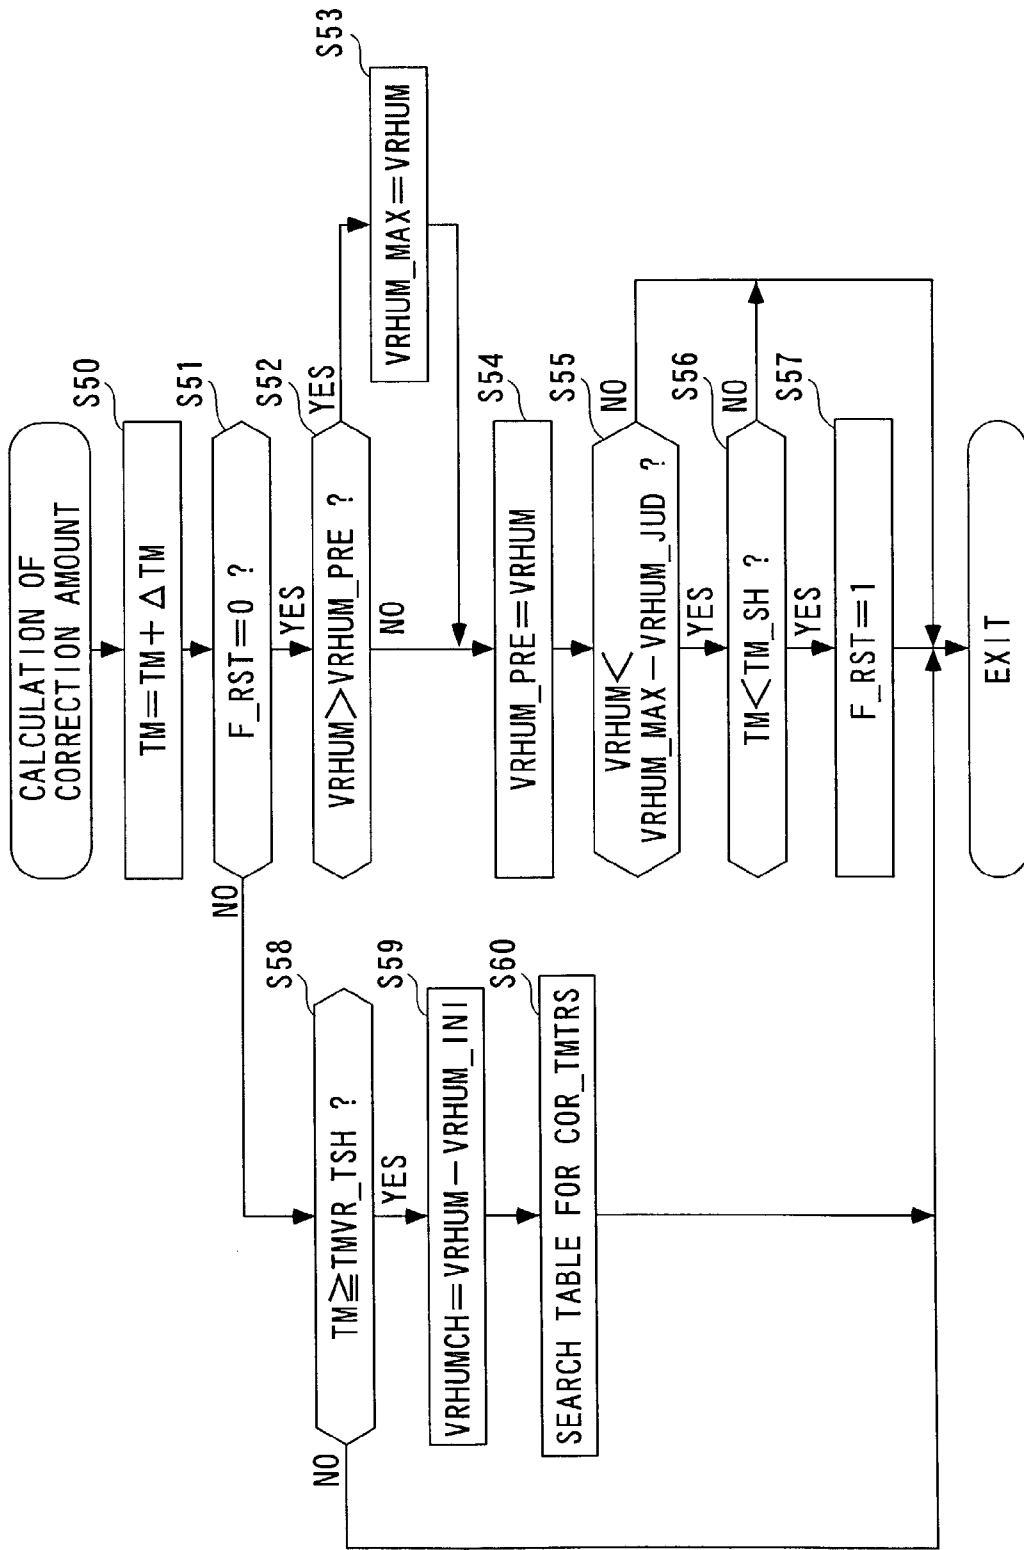 CALCULATION OF
CORRECTION AMOUNT
S50
TM=TM+ΔTM
S51
F_RST=0 ?
NO
YES
S52
VRHUM>VRHUM_PRE ?
YES
NO
S53
VRHUM_MAX=VRHUM
S54
VRHUM_PRE=VRHUM
S55
VRHUM<
VRHUM_MAX-VRHUM_JUD ?
NO
YES
S56
TM<TM_SH ?
NO
YES
S57
F_RST=1
S58
TM≧TMVR_TSH ?
NO
YES
S59
VRHUMCH=VRHUM-VRHUM_INI
S60
SEARCH TABLE FOR COR_TMTRS
EXIT